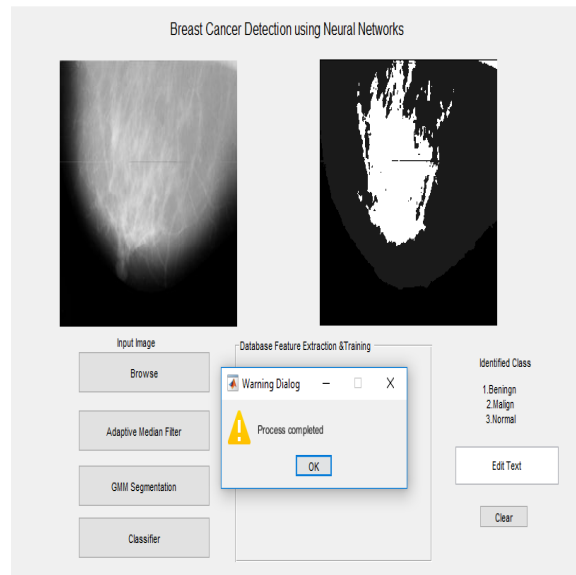 Breast Cancer Detection using Neural Networks
Input Image
Browse
Adaptive Median Filter
GMM Segmentation
Classifier
Database Feature Extraction &Training
Warning Dialog
Process completed
OK
Identified Class
1.Beningn
2.Malign
3.Normal
Edit Text
Clear